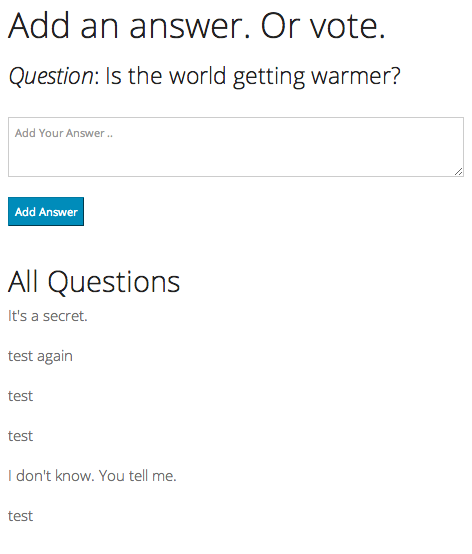 Add an answer. Or vote.
Question: Is the world getting warmer?
Add Your Answer ..
Add Answer
All Questions
It's a secret.
test again
test
test
I don't know. You tell me.
test